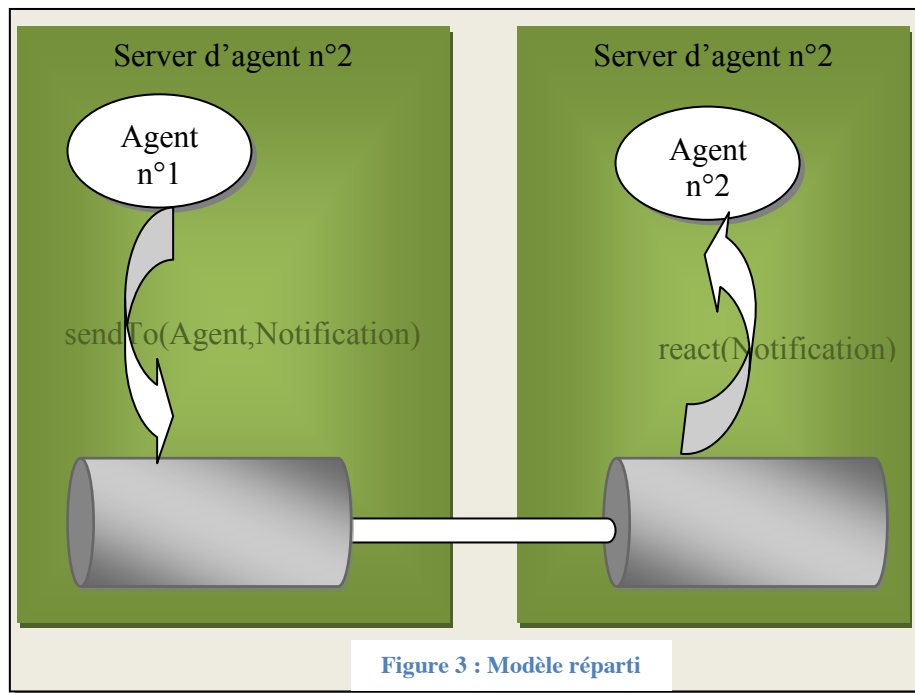 Server d'agent n°2
Agent
n°1
sendTo(Agent,Notification)
Server d'agent n°2
Agent
n°2
react(Notification)
Figure 3 : Modèle réparti